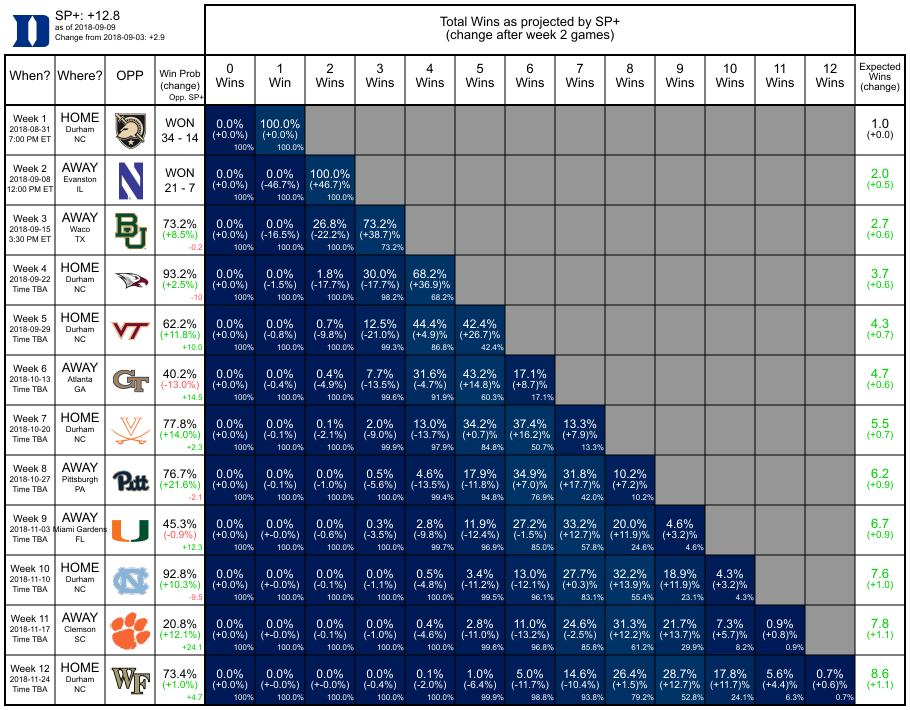 SP+: +12.8
as of 2018-09-09
Change from 2018-09-03: +2.9
Total Wins as projected by SP+
(change after week 2 games)
When? Where? OPP Win Prob (change) Opp. SP+ 0 Wins 1 Win 2 Wins 3 Wins 4 Wins 5 Wins 6 Wins 7 Wins 8 Wins 9 Wins 10 Wins 11 Wins 12 Wins Expected Wins (change)
Week 1 HOME WON 0.0% 100.0% 1.0
2018-08-31 Durham 34 - 14 (+0.0%) (+0.0%) (+0.0)
7:00 PM ET NC 100% 100.0%
Week 2 AWAY WON 0.0% 0.0% 100.0% 2.0
2018-09-08 Evanston 21 - 7 (+0.0%) (-46.7%) (+46.7)% (+0.5)
12:00 PM ET IL 100% 100.0% 100.0%
Week 3 AWAY BU 73.2% 0.0% 0.0% 26.8% 73.2% 2.7
2018-09-15 Waco (+8.5%) (+0.0%) (-16.5%) (-22.2%) (+38.7)% (+0.6)
3:30 PM ET TX -0.2 100% 100.0% 100.0% 73.2%
Week 4 HOME 93.2% 0.0% 0.0% 1.8% 30.0% 68.2% 3.7
2018-09-22 Durham (+2.5%) (+0.0%) (-1.5%) (-17.7%) (-17.7%) (+36.9)% (+0.6)
Time TBA NC -10 100% 100.0% 100.0% 98.2% 68.2%
Week 5 HOME VT 62.2% 0.0% 0.0% 0.7% 12.5% 44.4% 42.4% 4.3
2018-09-29 Durham (+11.8%) (+0.0%) (-0.8%) (-9.8%) (-21.0%) (+4.9)% (+26.7)% (+0.7)
Time TBA NC +10.0 100% 100.0% 100.0% 99.3% 86.8% 42.4%
Week 6 AWAY GT 40.2% 0.0% 0.0% 0.4% 7.7% 31.6% 43.2% 17.1% 4.7
2018-10-13 Atlanta (-13.0%) (+0.0%) (-0.4%) (-4.9%) (-13.5%) (-4.7%) (+14.8)% (+8.7)% (+0.6)
Time TBA GA +14.5 100% 100.0% 100.0% 99.6% 91.9% 60.3% 17.1%
Week 7 HOME 77.8% 0.0% 0.0% 0.1% 2.0% 13.0% 34.2% 37.4% 13.3% 5.5
2018-10-20 Durham (+14.0%) (+0.0%) (-0.1%) (-2.1%) (-9.0%) (-13.7%) (+0.7)% (+16.2)% (+7.9)% (+0.7)
Time TBA NC +2.3 100% 100.0% 100.0% 99.9% 97.9% 84.8% 50.7% 13.3%
Week 8 AWAY Pitt 76.7% 0.0% 0.0% 0.0% 0.5% 4.6% 17.9% 34.9% 31.8% 10.2% 6.2
2018-10-27 Pittsburgh (+21.6%) (+0.0%) (-0.1%) (-1.0%) (-5.6%) (-13.5%) (-11.8%) (+7.0)% (+17.7)% (+7.2)% (+0.9)
Time TBA PA -2.1 100% 100.0% 100.0% 100.0% 99.4% 94.8% 76.9% 42.0% 10.2%
Week 9 AWAY 45.3% 0.0% 0.0% 0.0% 0.3% 2.8% 11.9% 27.2% 33.2% 20.0% 4.6% 6.7
2018-11-03 Miami Gardens (-0.9%) (+0.0%) (+-0.0%) (-0.6%) (-3.5%) (-9.8%) (-12.4%) (-1.5%) (+12.7)% (+11.9)% (+3.2)% (+0.9)
Time TBA FL +12.3 100% 100.0% 100.0% 100.0% 99.7% 96.9% 85.0% 57.8% 24.6% 4.6%
Week 10 HOME NC 92.8% 0.0% 0.0% 0.0% 0.0% 0.5% 3.4% 13.0% 27.7% 32.2% 18.9% 4.3% 7.6
2018-11-10 Durham (+10.3%) (+0.0%) (+-0.0%) (-0.1%) (-1.1%) (-4.8%) (-11.2%) (-12.1%) (+0.3)% (+13.9)% (+11.9)% (+3.2)% (+1.0)
Time TBA NC -9.5 100% 100.0% 100.0% 100.0% 100.0% 99.5% 96.1% 83.1% 55.4% 23.1% 4.3%
Week 11 AWAY 20.8% 0.0% 0.0% 0.0% 0.0% 0.4% 2.8% 11.0% 24.6% 31.3% 21.7% 7.3% 0.9% 7.8
2018-11-17 Clemson (+12.1%) (+0.0%) (+-0.0%) (-0.1%) (-1.0%) (-4.6%) (-11.0%) (-13.2%) (-2.5%) (+12.2)% (+13.7)% (+5.7)% (+0.8)% (+1.1)
Time TBA SC +24.1 100% 100.0% 100.0% 100.0% 100.0% 99.6% 96.8% 85.8% 61.2% 29.9% 8.2% 0.9%
Week 12 HOME WF 73.4% 0.0% 0.0% 0.0% 0.0% 0.1% 1.0% 5.0% 14.6% 26.4% 28.7% 17.8% 5.6% 0.7% 8.6
2018-11-24 Durham (+1.0%) (+0.0%) (+-0.0%) (+-0.0%) (-0.4%) (-2.0%) (-6.4%) (-11.7%) (-10.4%) (+1.5)% (+12.7)% (+11.7)% (+4.4)% (+0.6)% (+1.1)
Time TBA NC +4.7 100% 100.0% 100.0% 100.0% 100.0% 99.9% 98.8% 93.8% 79.2% 52.8% 24.1% 6.3% 0.7%